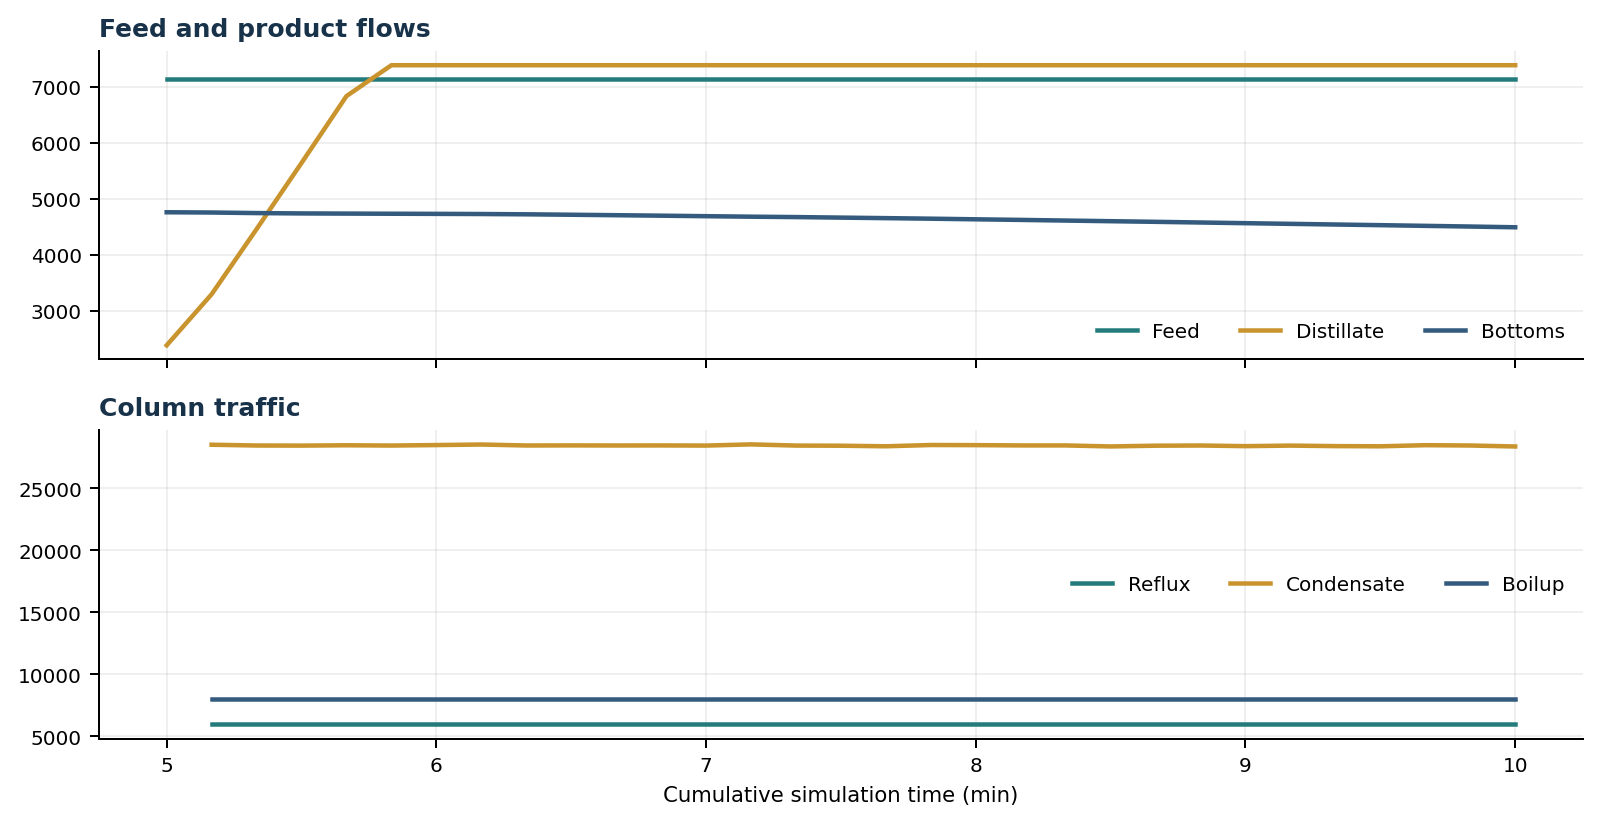 Feed and product flows
7000
6000
5000
4000
3000
Feed Distillate Bottoms
Column traffic
25000
20000
Reflux Condensate Boilup
15000
10000
5000
5 6 7 8 9 10
Cumulative simulation time (min)